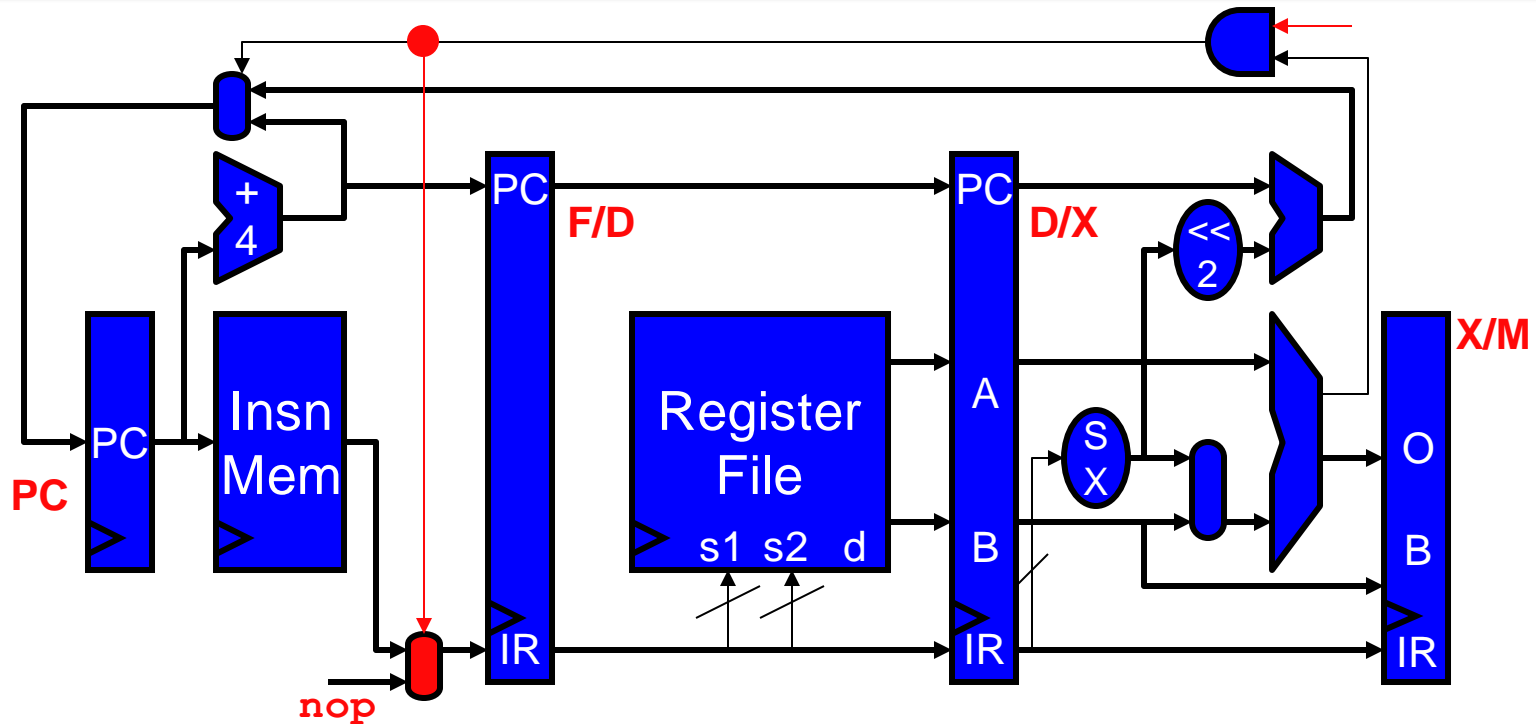 +
4
PC
F/D
PC
D/X
<<
2
X/M
PC
PC
Insn
Mem
Register
File
s1 s2 d
A
B
S
X
O
B
IR
IR
IR
nop